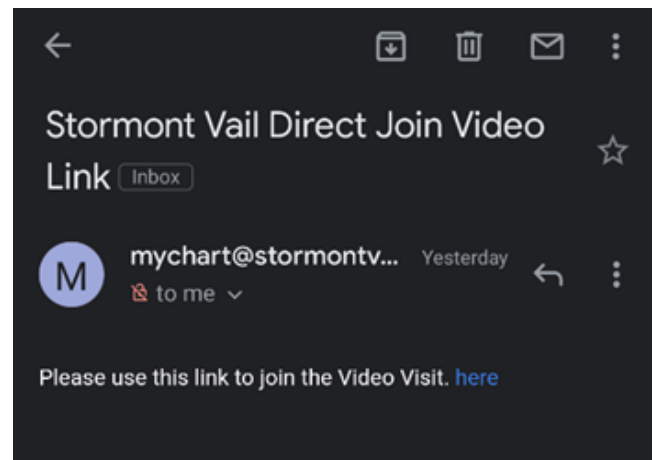 Stormont Vail Direct Join Video
Link Inbox
M mychart@stormontv... Yesterday
to me
Please use this link to join the Video Visit. here